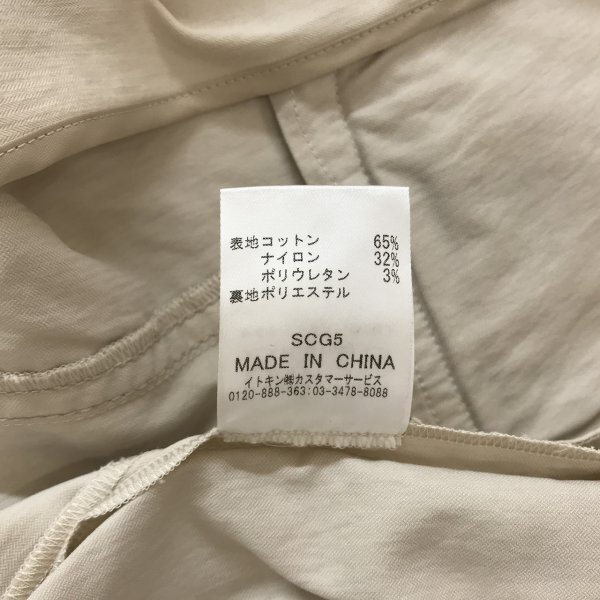 表地コットン 65%
ナイロン 32%
ポリウレタン 3%
裏地ポリエステル
SCG5
MADE IN CHINA
イトキン㈱カスタマーサービス
0120-888-363:03-3478-8088